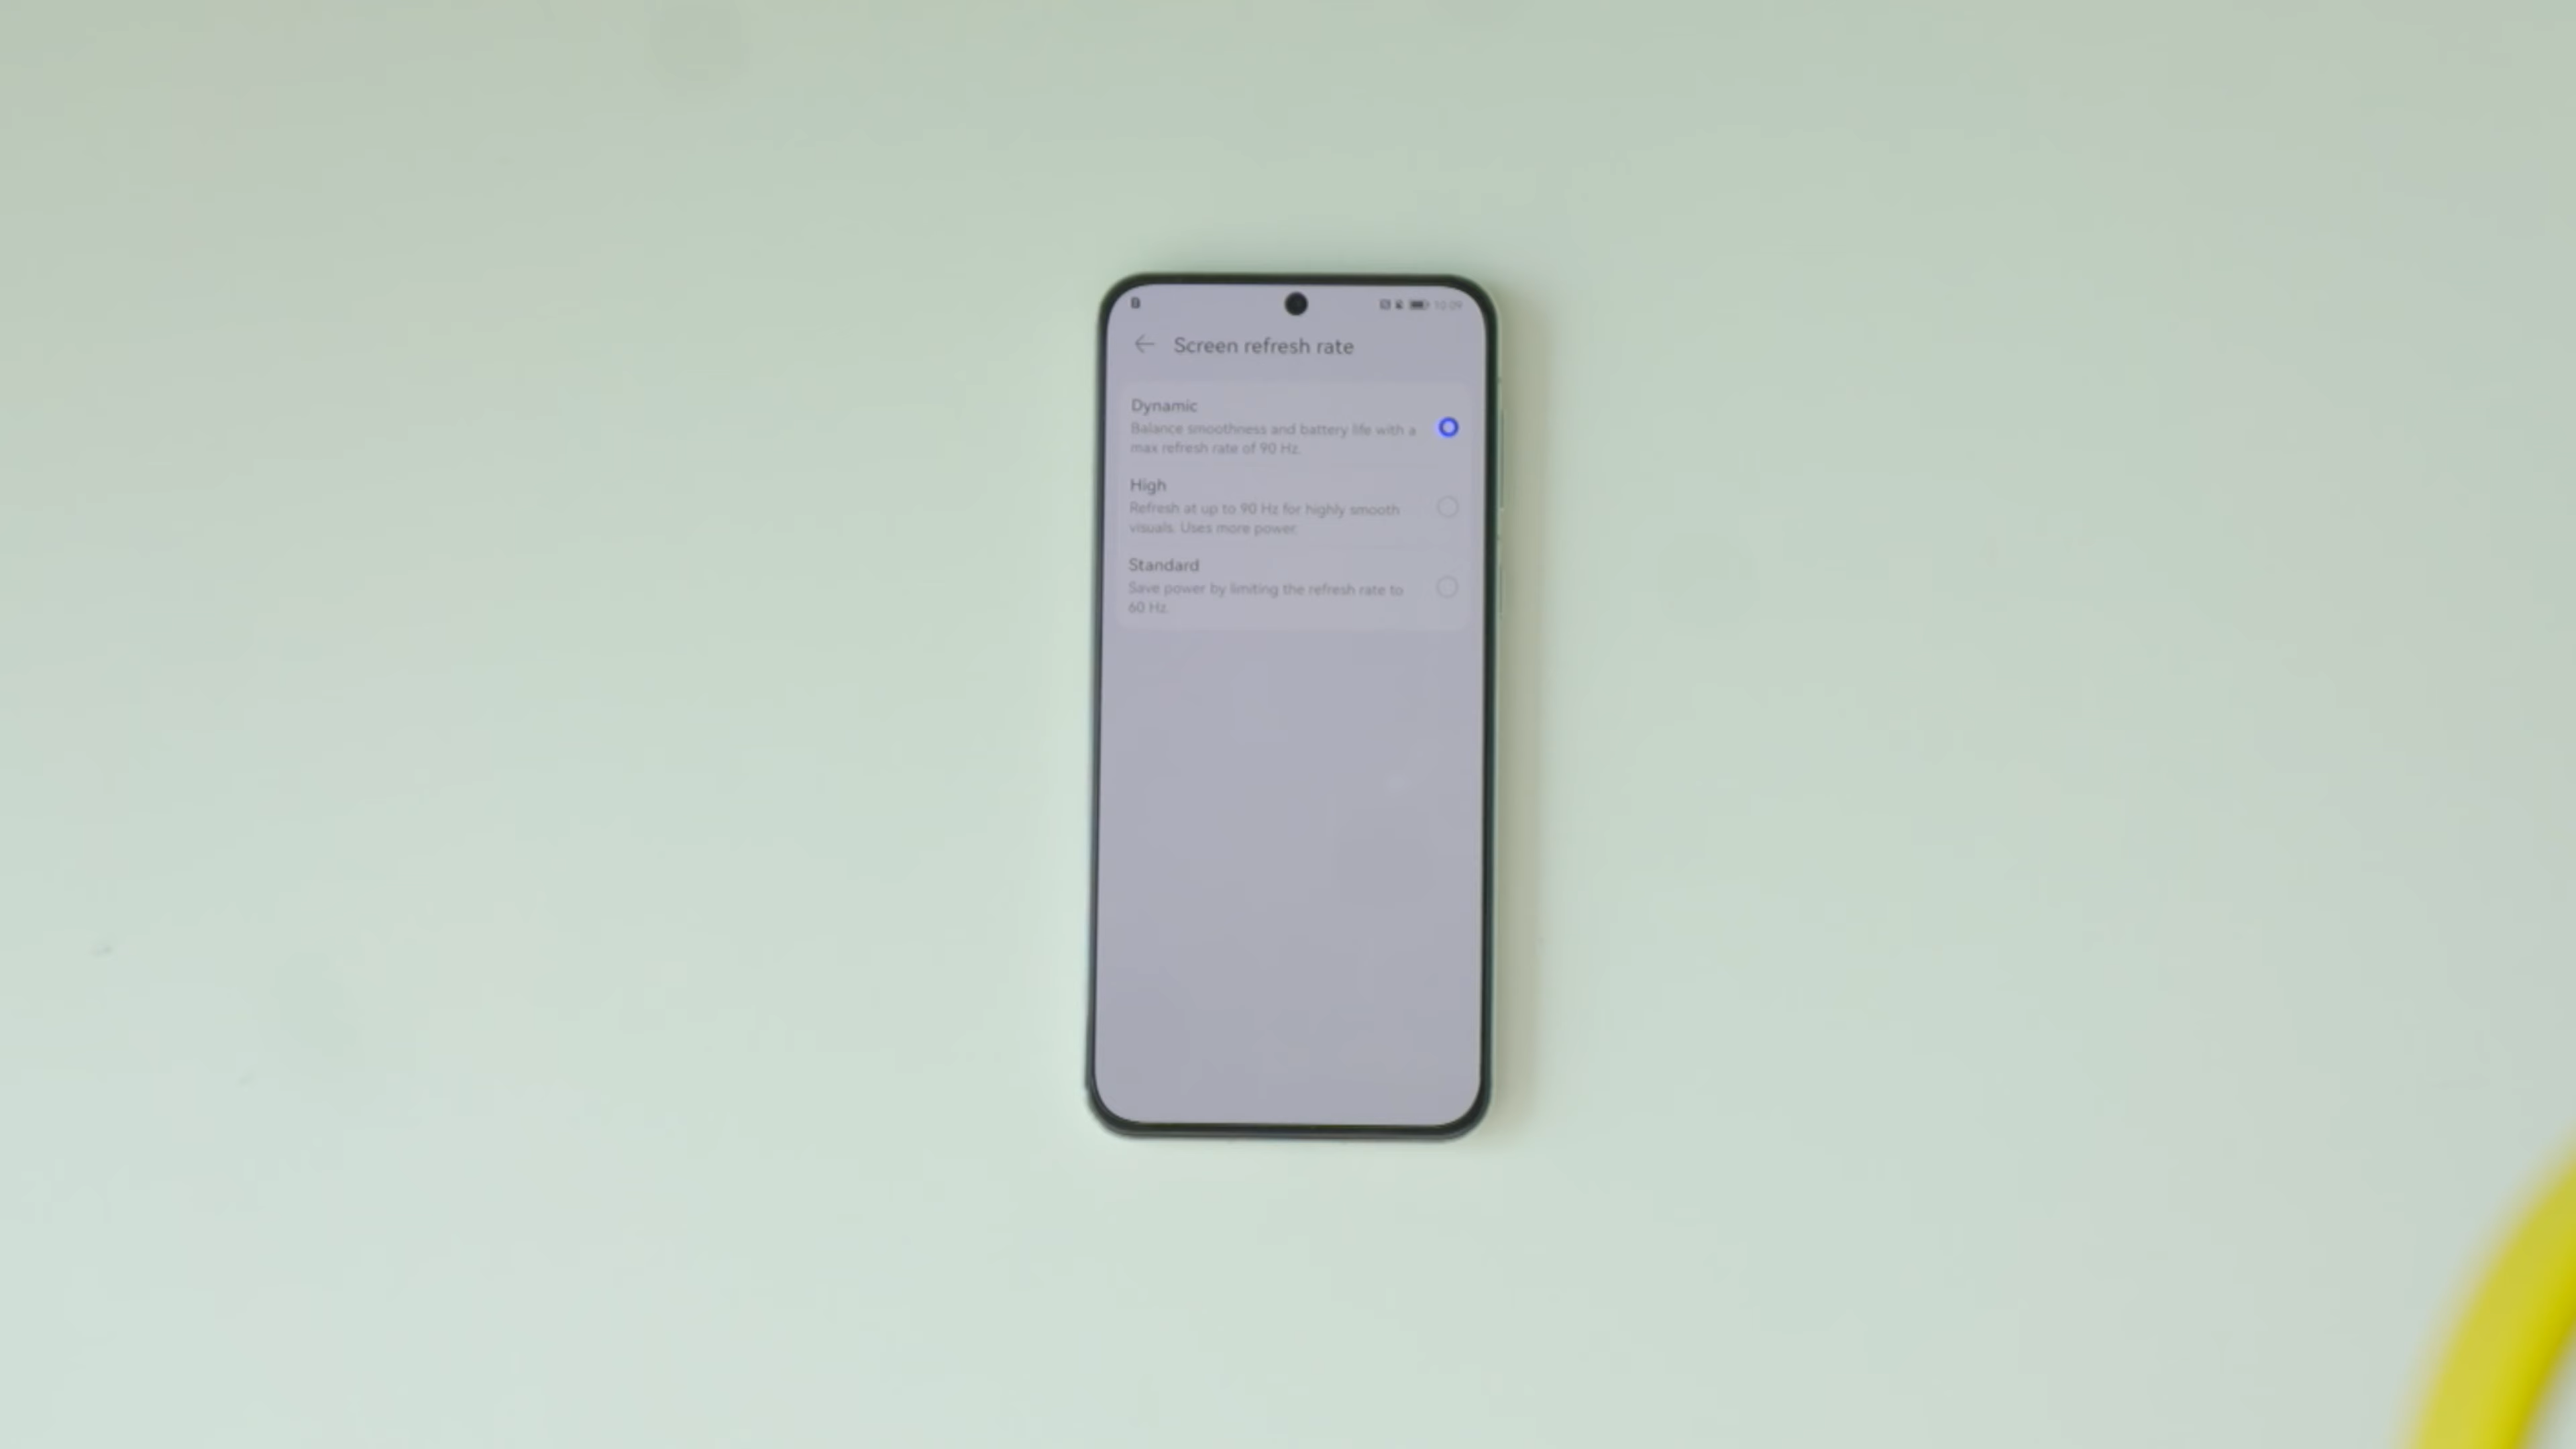 10:09
Screen refresh rate
Dynamic
Balance smoothness and battery life with a
max refresh rate of 90 Hz.
High
Refresh at up to 90 Hz for highly smooth
visuals. Uses more power.
Standard
Save power by limiting the refresh rate to
60 Hz.